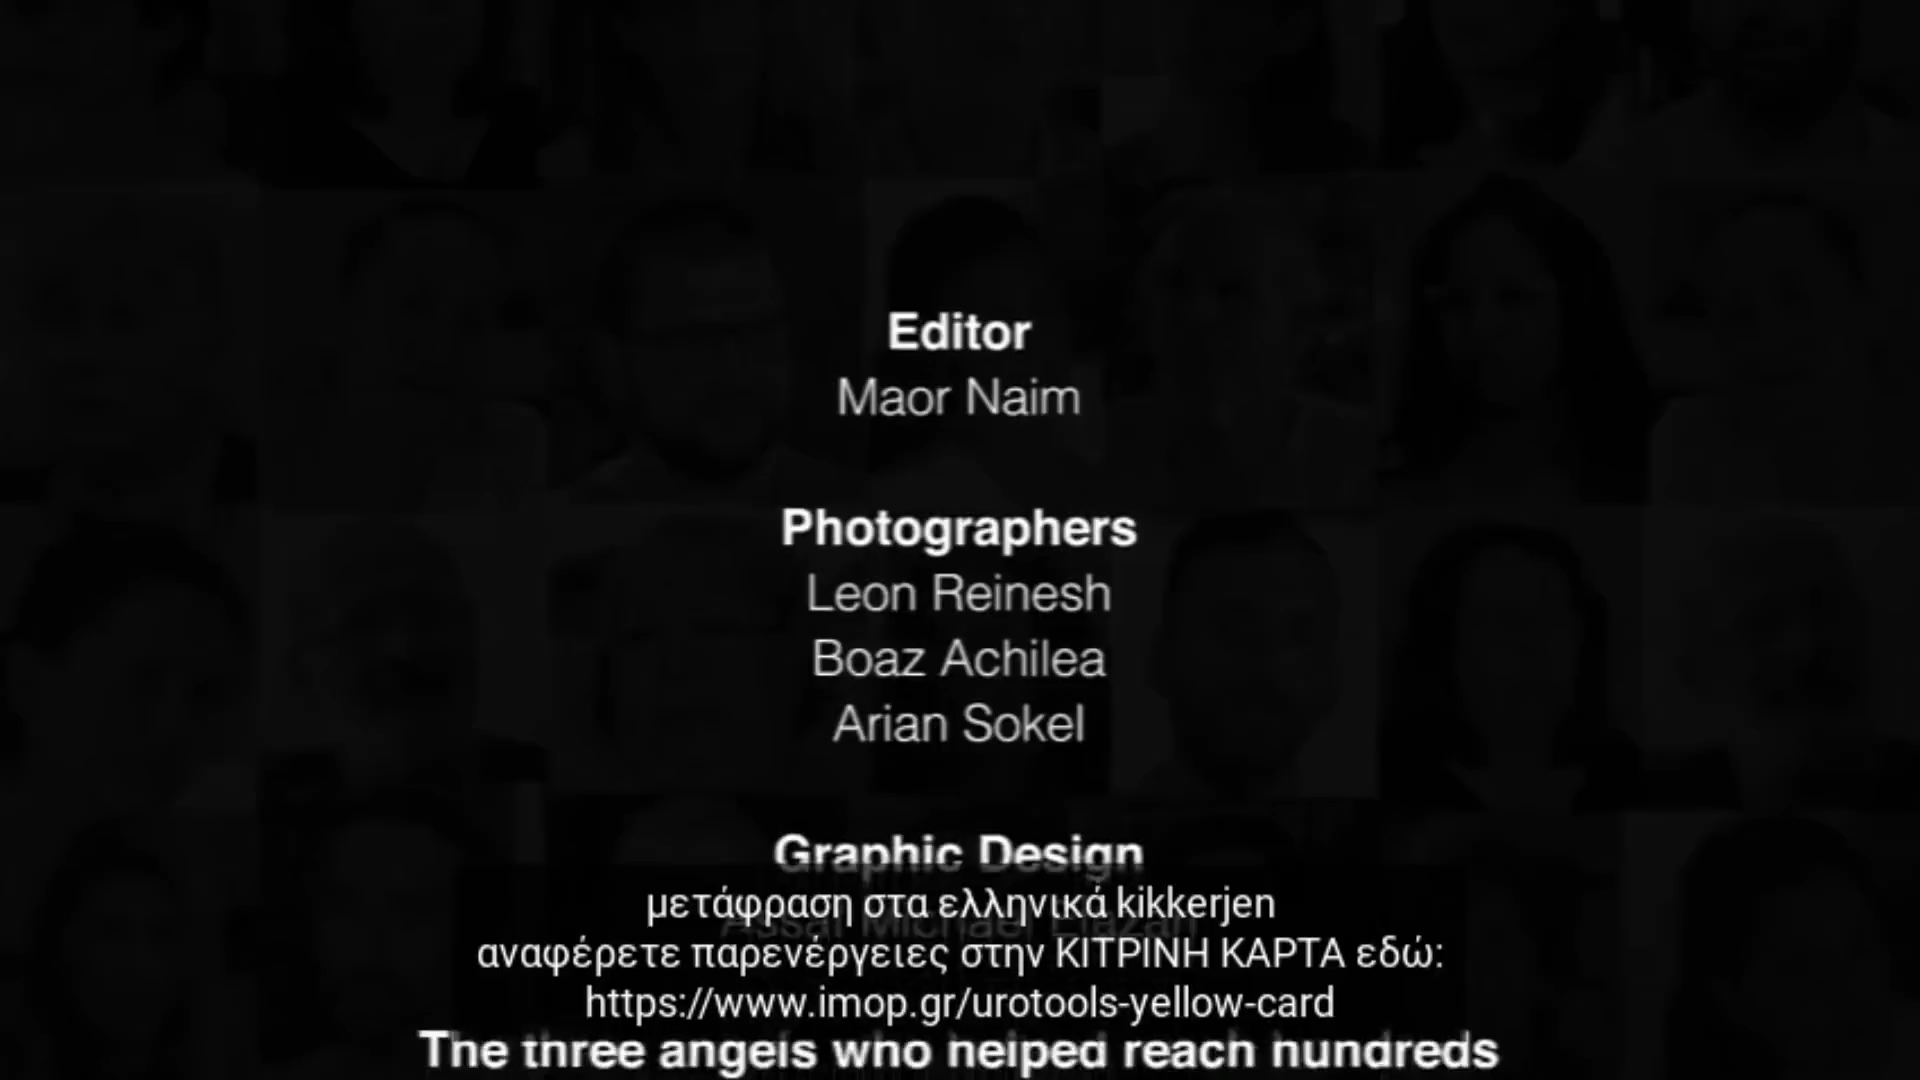 Editor
Maor Naim
Photographers
Leon Reinesh
Boaz Achilea
Arian Sokel
Graphic Design
μετάφραση στα ελληνικά kikkerjen
αναφέρετε παρενέργειες στην ΚΙΤΡΙΝΗ ΚΑΡΤΑ εδώ:
https://www.imop.gr/urotools-yellow-card
The three angels who helped reach hundreds